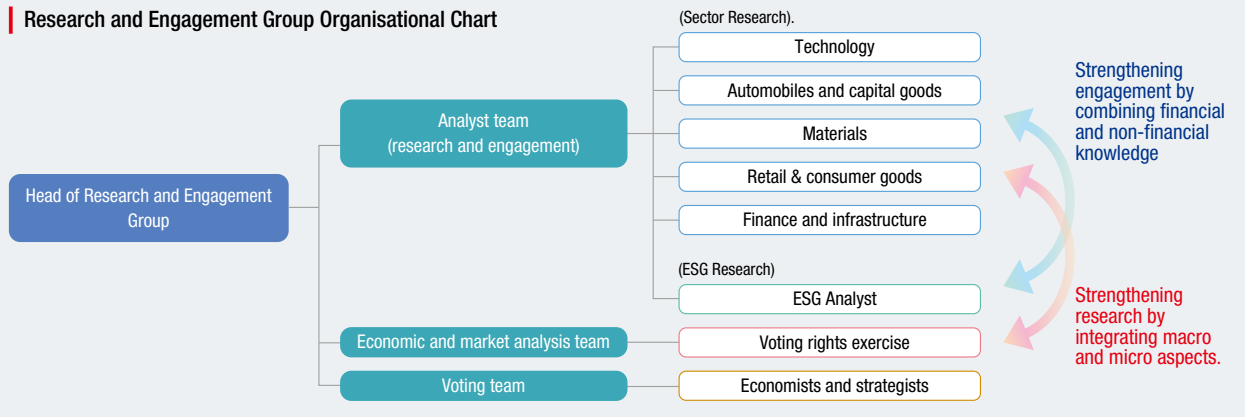 Research and Engagement Group Organisational Chart
Head of Research and Engagement
Group
Analyst team
(research and engagement)
Economic and market analysis team
Voting team
(Sector Research).
Technology
Automobiles and capital goods
Materials
Retail & consumer goods
Finance and infrastructure
(ESG Research)
ESG Analyst
Voting rights exercise
Economists and strategists
Strengthening
engagement by
combining financial
and non-financial
knowledge
Strengthening
research by
integrating macro
and micro aspects.